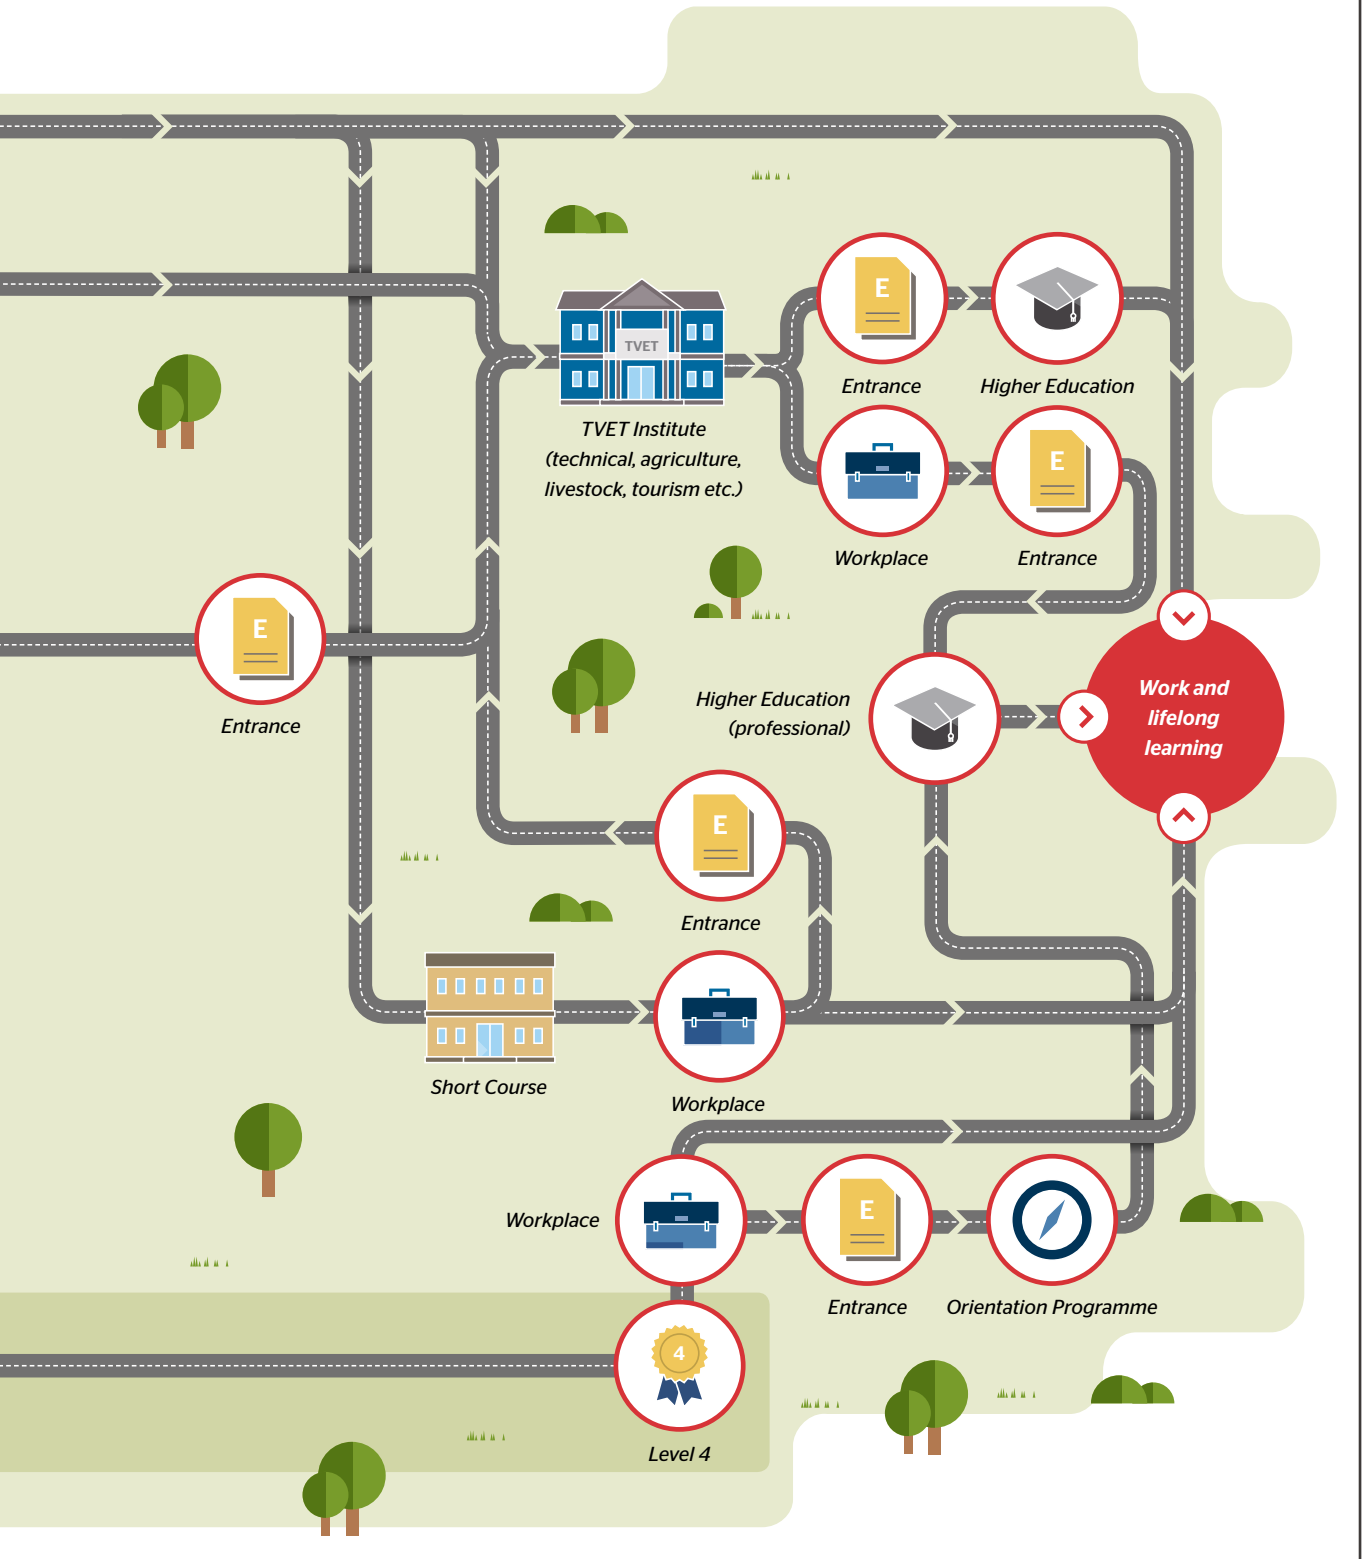 E
Entrance
Higher Education
TVET
TVET Institute
(technical, agriculture,
livestock, tourism etc.)
E
Workplace
Entrance
E
Entrance
Higher Education
(professional)
Work and
lifelong
learning
E
Entrance
Short Course
Workplace
Workplace
E
Entrance
Orientation Programme
4
Level 4